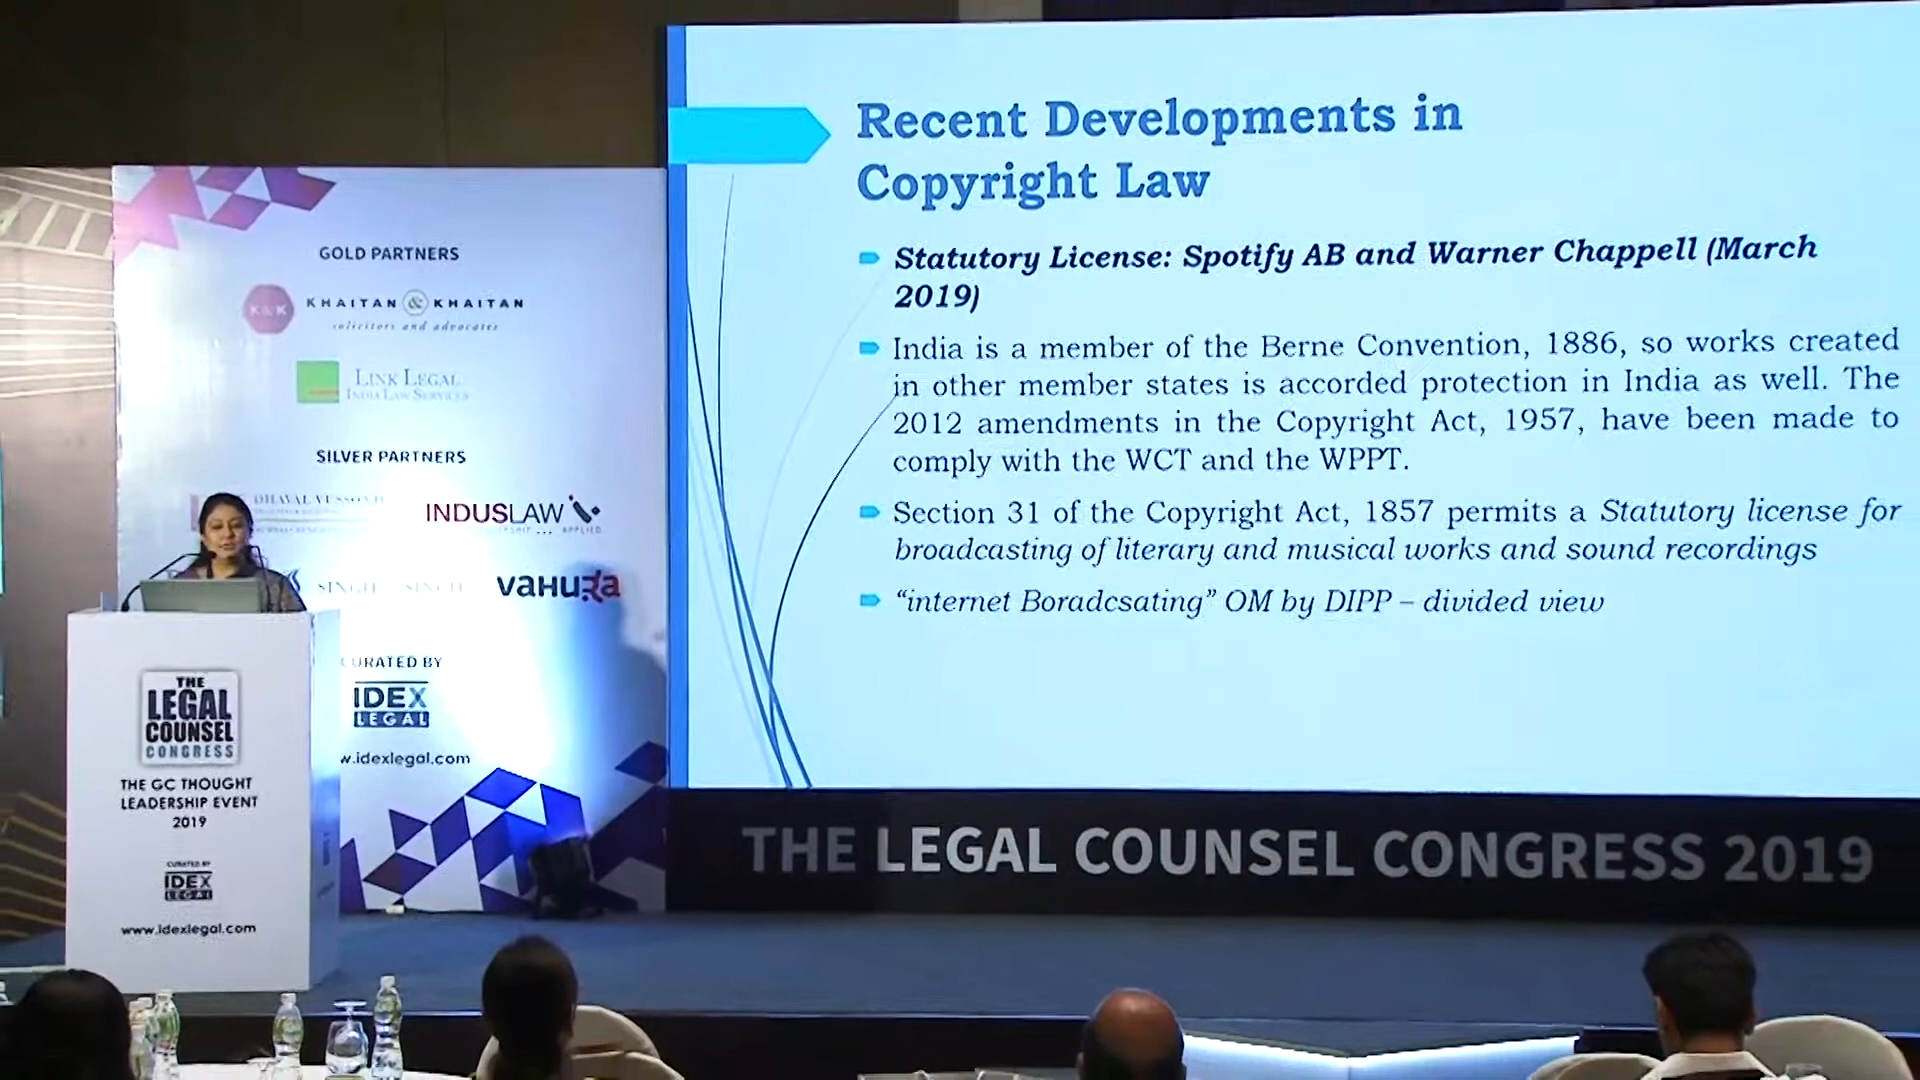 GOLD PARTNERS
K&K
KHAITAN & KHAITAN
solicitors and advocates
LINK LEGAL
INDIA LAW SERVICES
SILVER PARTNERS
INDUSLAW
APPLIED.
VAHURA
CURATED BY
IDEX
LEGAL
w.idexlegal.com
THE
LEGAL
COUNSEL
CONGRESS
THE GC THOUGHT
LEADERSHIP EVENT
2019
CURATED BY
IDEX
LEGAL
www.idexlegal.com
Recent Developments in
Copyright Law
Statutory License: Spotify AB and Warner Chappell (March
2019)
India is a member of the Berne Convention, 1886, so works created
in other member states is accorded protection in India as well. The
2012 amendments in the Copyright Act, 1957, have been made to
comply with the WCT and the WPPT.
Section 31 of the Copyright Act, 1857 permits a Statutory license for
broadcasting of literary and musical works and sound recordings
“internet Boradcsating” OM by DIPP – divided view
THE LEGAL COUNSEL CONGRESS 2019